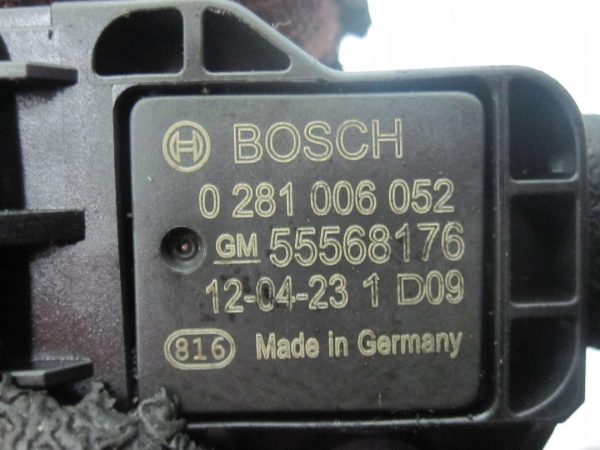 BOSCH
0 281 006 052
GM 55568176
12-04-23 1 D09
816 Made in Germany